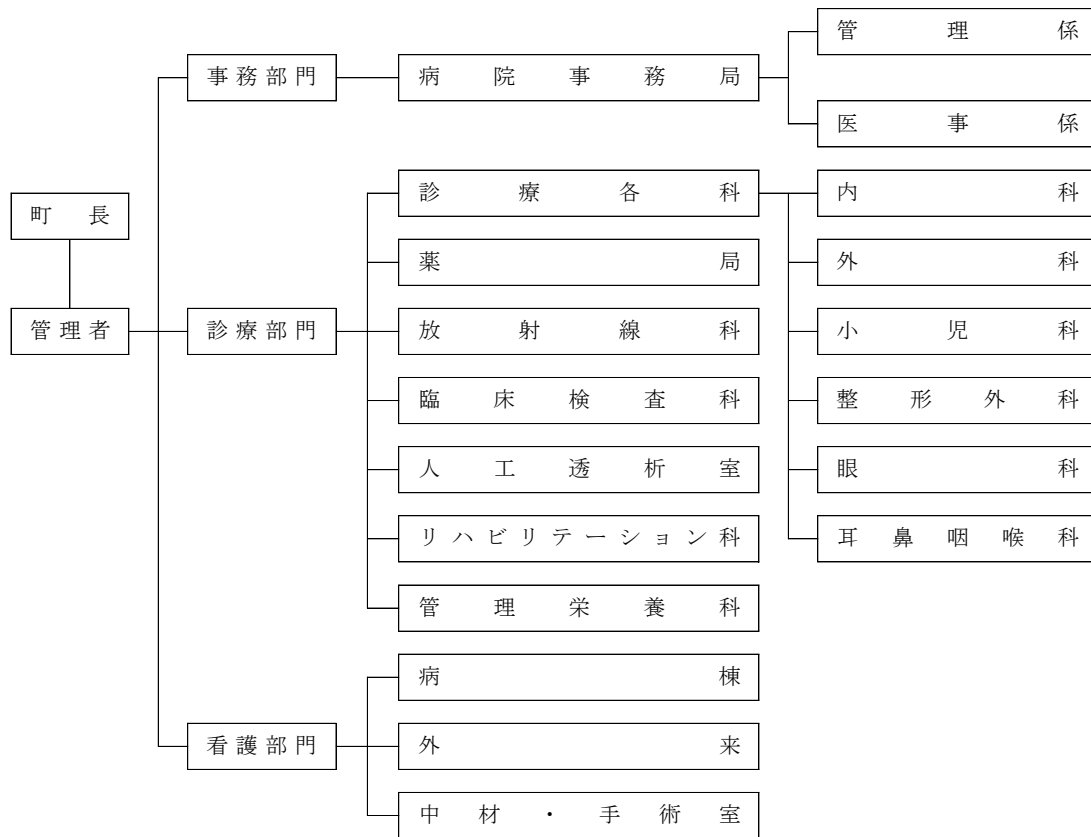 管理係
事務部門
病院事務局
医事係
診療各科
内科
町長
薬局
外科
管理者
診療部門
放射線科
小児科
臨床検査科
整形外科
人工透析室
眼科
リハビリテーション科
耳鼻咽喉科
管理栄養科
病棟
看護部門
外来
中材・手術室